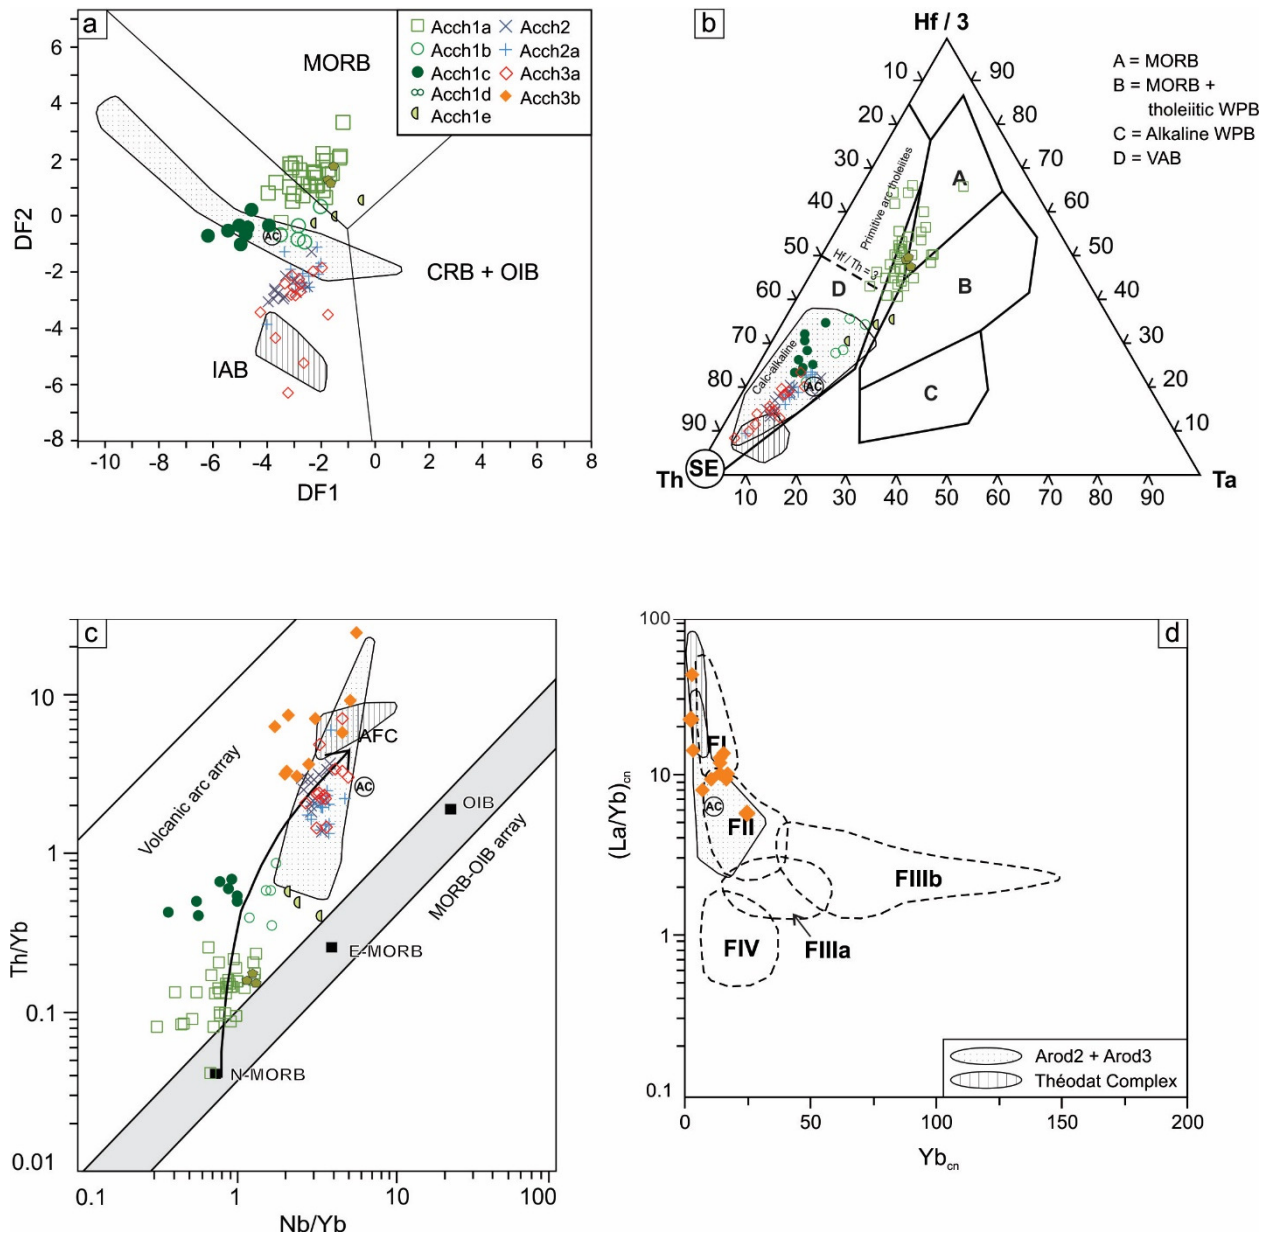 a
6
4
2
0
-2
-4
-6
-8
DF2
-10
-8
-6
-4
-2
0
2
4
6
8
DF1
MORB
CRB + OIB
IAB
AC
Acch1a
Acch1b
Acch1c
Acch1d
Acch1e
Acch2
Acch2a
Acch3a
Acch3b
b
Hf / 3
A = MORB
B = MORB +
tholeiitic WPB
C = Alkaline WPB
D = VAB
10
20
30
40
50
60
70
80
90
90
80
70
60
50
40
30
20
10
Primitive arc tholeiites
Hf / Th = 3
Calc-alkaline
A
B
C
D
AC
SE
Th
Ta
10
20
30
40
50
60
70
80
90
c
10
1
0.1
0.01
Th/Yb
0.1
1
10
100
Nb/Yb
Volcanic arc array
MORB-OIB array
AFC
AC
OIB
E-MORB
N-MORB
d
100
10
1
0.1
(La/Yb)cn
0
50
100
150
200
Ybcn
FI
AC
FII
FIIIb
FIIIa
FIV
Arod2 + Arod3
Théodat Complex